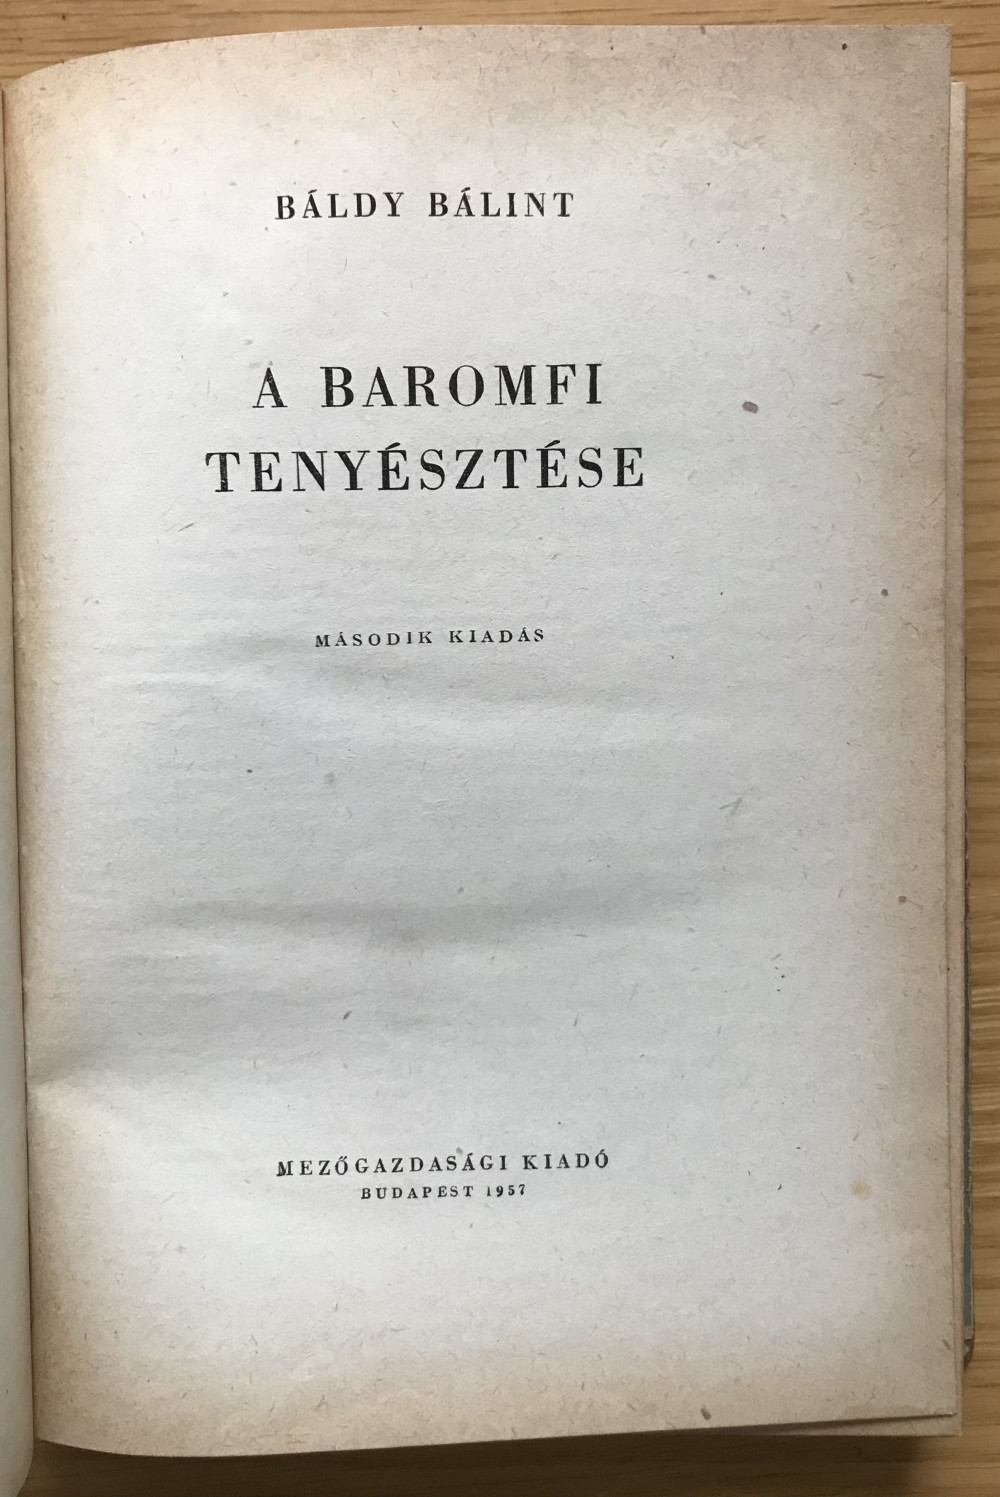 BÁLDY BÁLINT
A BAROMFI
TENYÉSZTÉSE
MÁSODIK KIADÁS
MEZŐGAZDASÁGI KIADÓ
BUDAPEST 1957